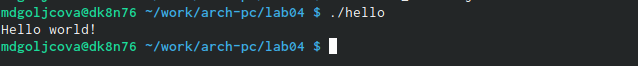 mdgoljcova@dk8n76 ~/work/arch-pc/lab04 $ ./hello
Hello world!
mdgoljcova@dk8n76 ~/work/arch-pc/lab04 $